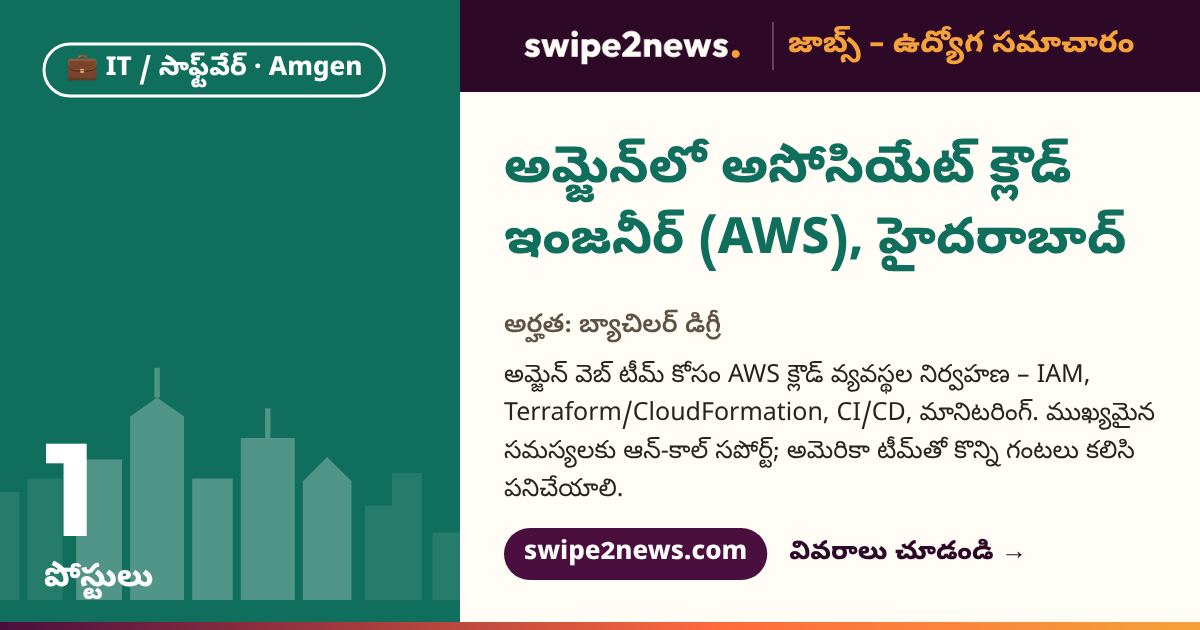 💼 IT / సాఫ్ట్‌వేర్ · Amgen
swipe2news.
జాబ్స్ – ఉద్యోగ సమాచారం
అమ్జెన్‌లో అసోసియేట్ క్లౌడ్
ఇంజనీర్ (AWS), హైదరాబాద్
అర్హత: బ్యాచిలర్ డిగ్రీ
అమ్జెన్ వెబ్ టీమ్ కోసం AWS క్లౌడ్ వ్యవస్థల నిర్వహణ – IAM,
Terraform/CloudFormation, CI/CD, మానిటరింగ్. ముఖ్యమైన
సమస్యలకు ఆన్-కాల్ సపోర్ట్; అమెరికా టీమ్‌తో కొన్ని గంటలు కలిసి
పనిచేయాలి.
1
పోస్టులు
swipe2news.com
వివరాలు చూడండి →